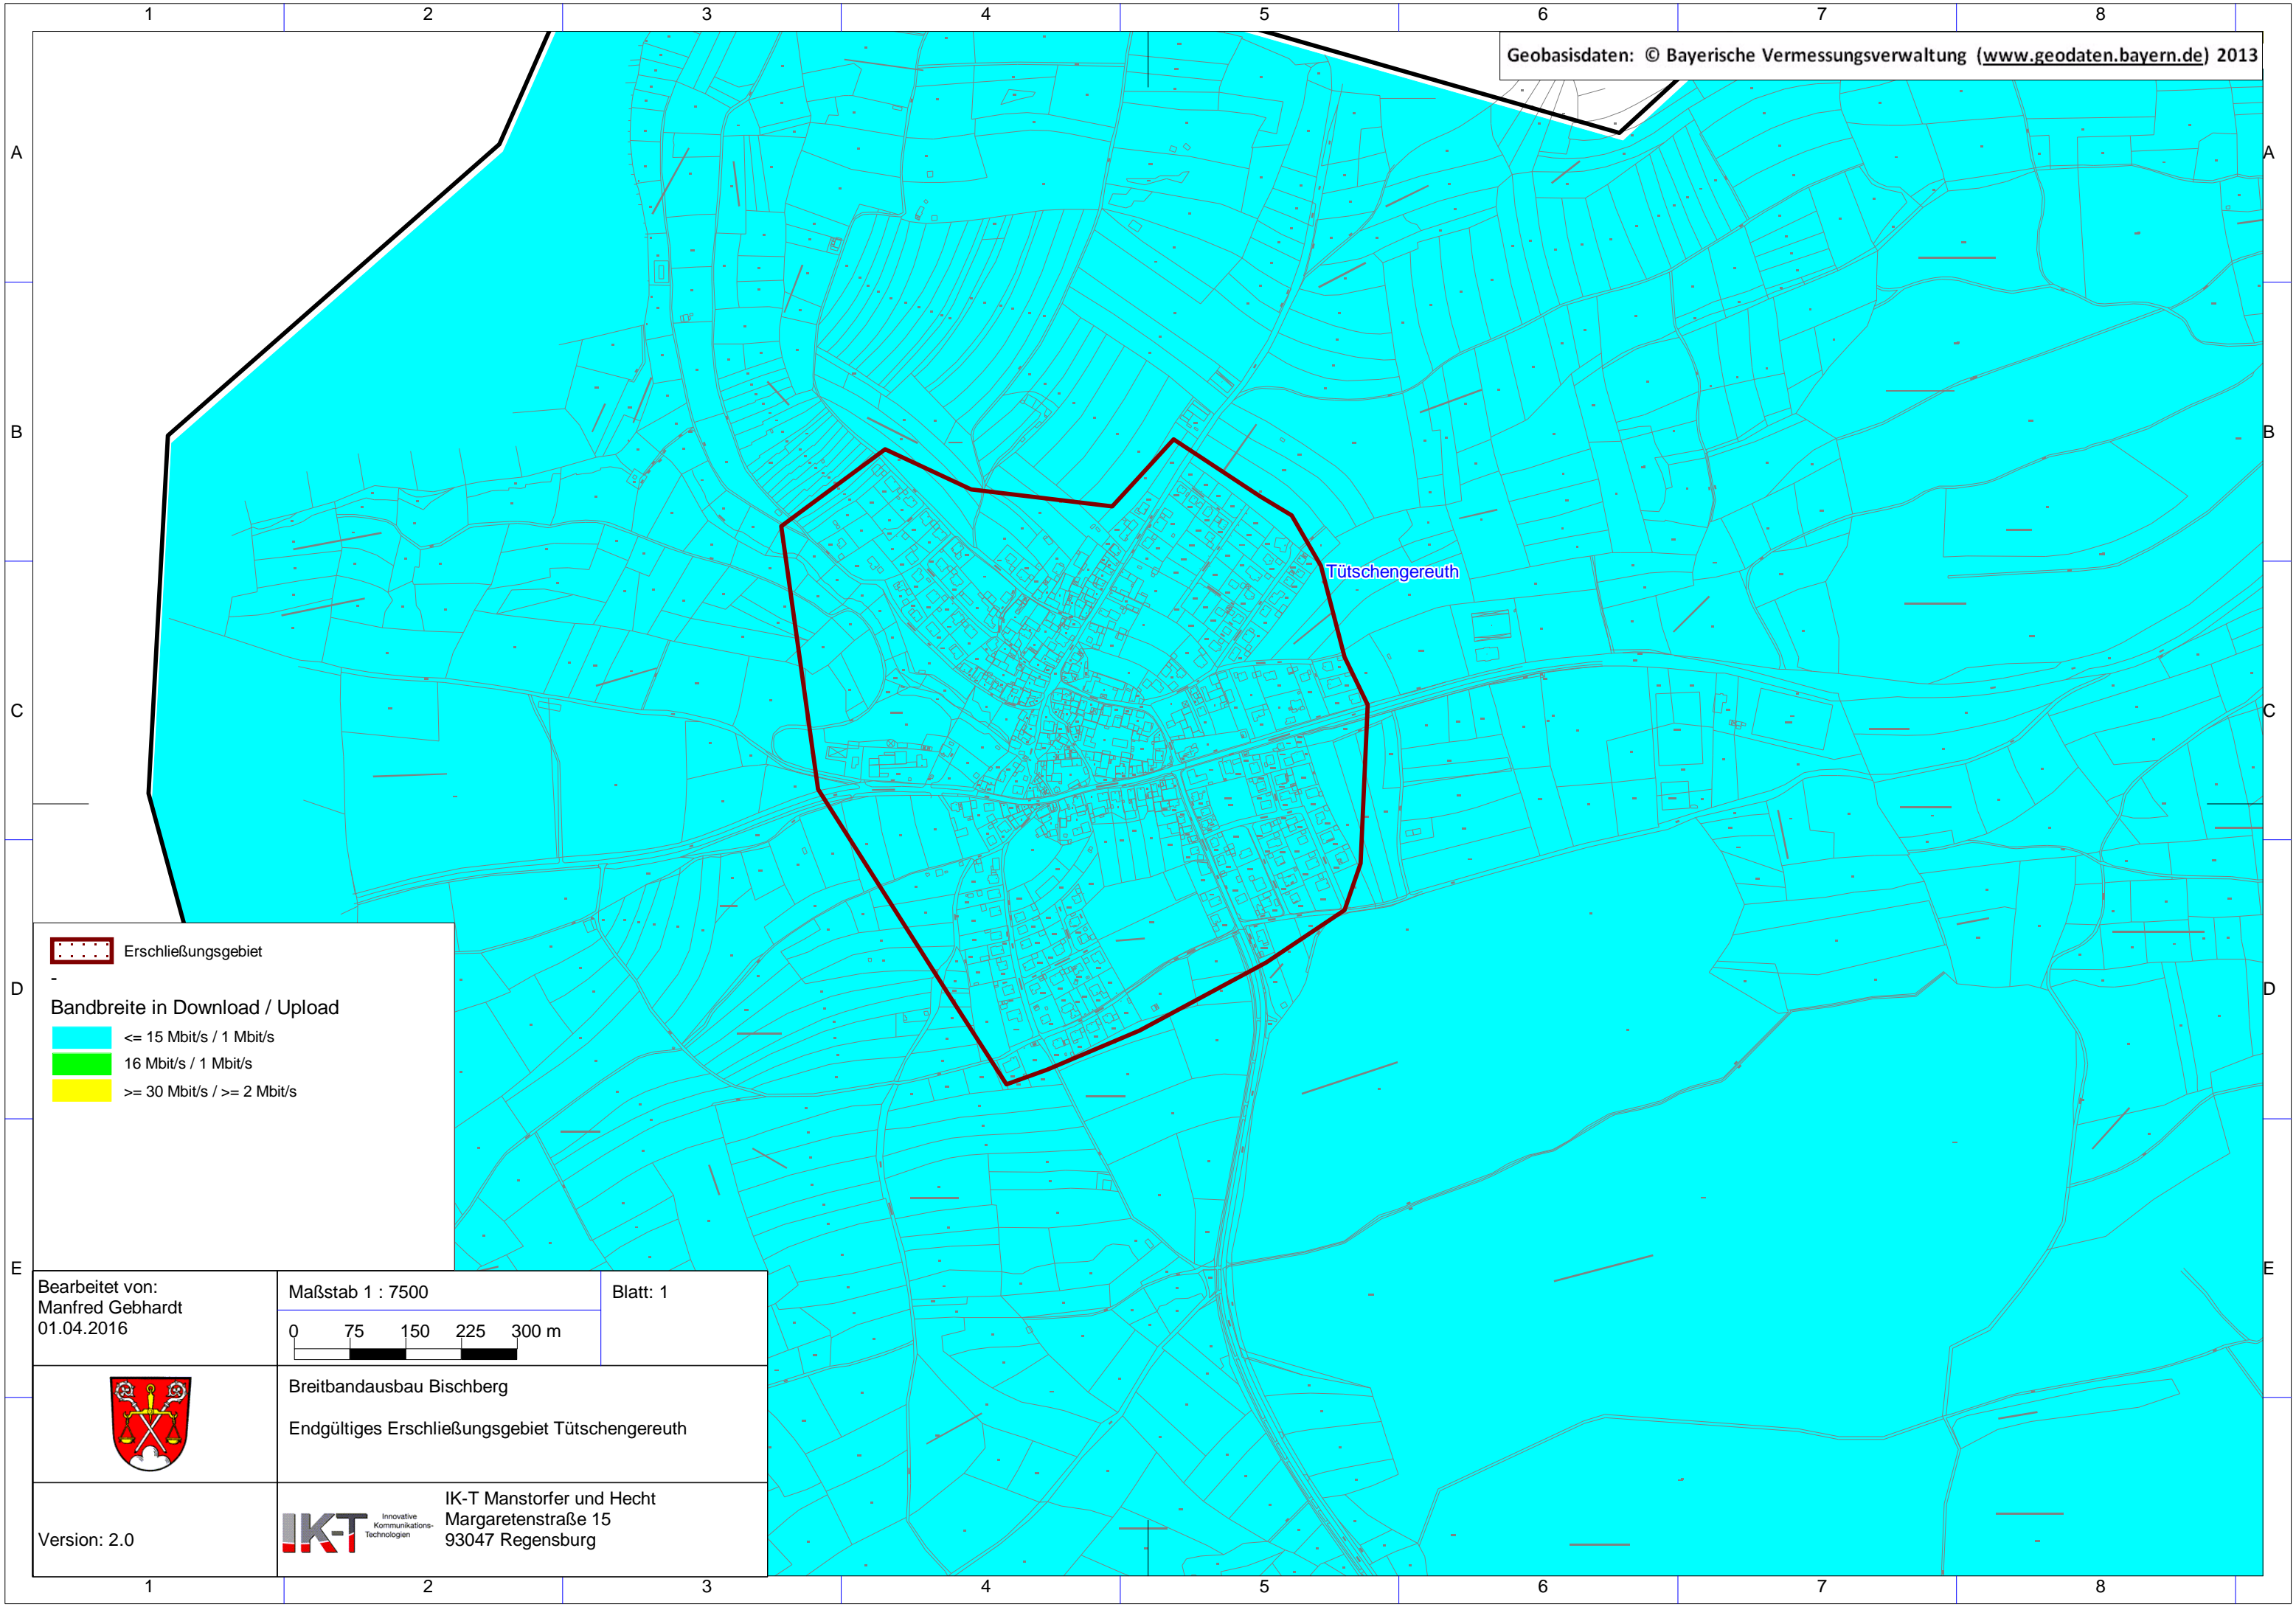 1 2 3 4 5 6 7 8
Geobasisdaten: © Bayerische Vermessungsverwaltung (www.geodaten.bayern.de) 2013
A A
B B
Tütschengereuth
C C
Erschließungsgebiet
-
D D
Bandbreite in Download / Upload
<= 15 Mbit/s / 1 Mbit/s
16 Mbit/s / 1 Mbit/s
>= 30 Mbit/s / >= 2 Mbit/s
E E
Bearbeitet von:
Manfred Gebhardt
01.04.2016
Maßstab 1 : 7500
Blatt: 1
0 75 150 225 300 m
Breitbandausbau Bischberg
Endgültiges Erschließungsgebiet Tütschengereuth
Version: 2.0
IK-T
Innovative
Kommunikations-
Technologien
IK-T Manstorfer und Hecht
Margaretenstraße 15
93047 Regensburg
1 2 3 4 5 6 7 8